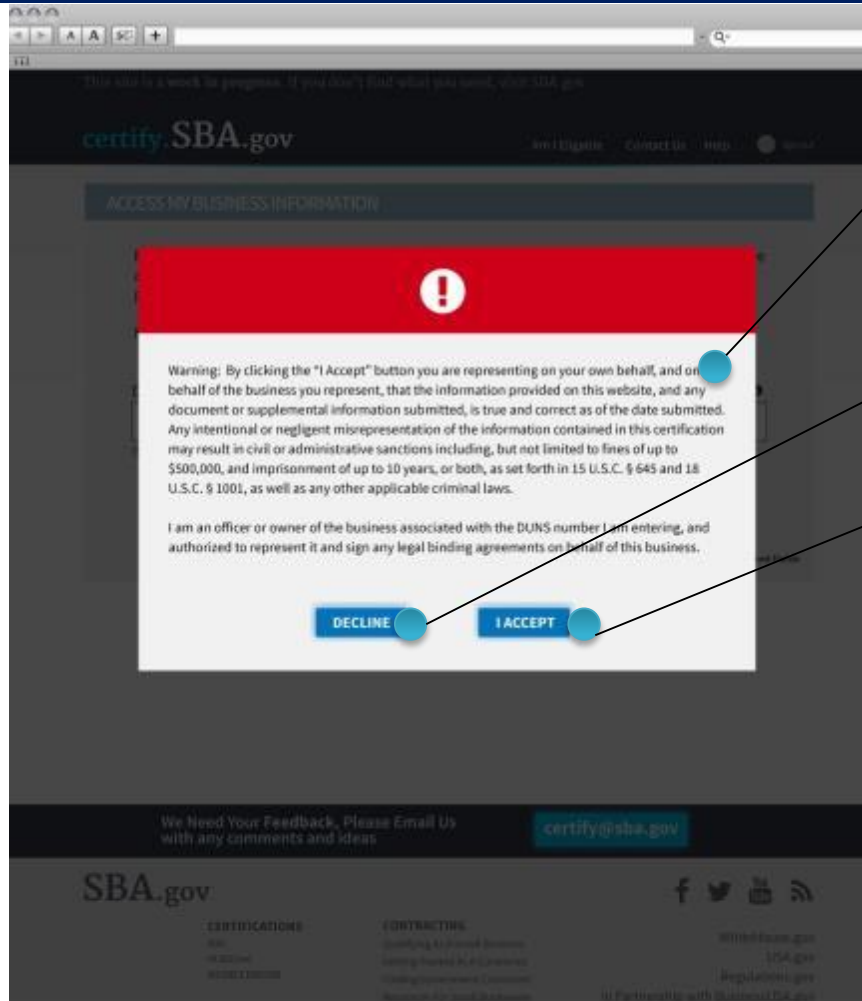 A A +
This site is a work in progress. If you don't find what you need, visit SBA.gov
certify.SBA.gov
Am I Eligible Contact Us Help
ACCESS MY BUSINESS INFORMATION
Warning: By clicking the "I Accept" button you are representing on your own behalf, and on
behalf of the business you represent, that the information provided on this website, and any
document or supplemental information submitted, is true and correct as of the date submitted.
Any intentional or negligent misrepresentation of the information contained in this certification
may result in civil or administrative sanctions including, but not limited to fines of up to
$500,000, and imprisonment of up to 10 years, or both, as set forth in 15 U.S.C. § 645 and 18
U.S.C. § 1001, as well as any other applicable criminal laws.
I am an officer or owner of the business associated with the DUNS number I am entering, and
authorized to represent it and sign any legal binding agreements on behalf of this business.
DECLINE
I ACCEPT
We Need Your Feedback, Please Email Us
with any comments and ideas
certify@sba.gov
SBA.gov
CERTIFICATIONS
CONTRACTING
WhiteHouse.gov
USA.gov
Regulations.gov